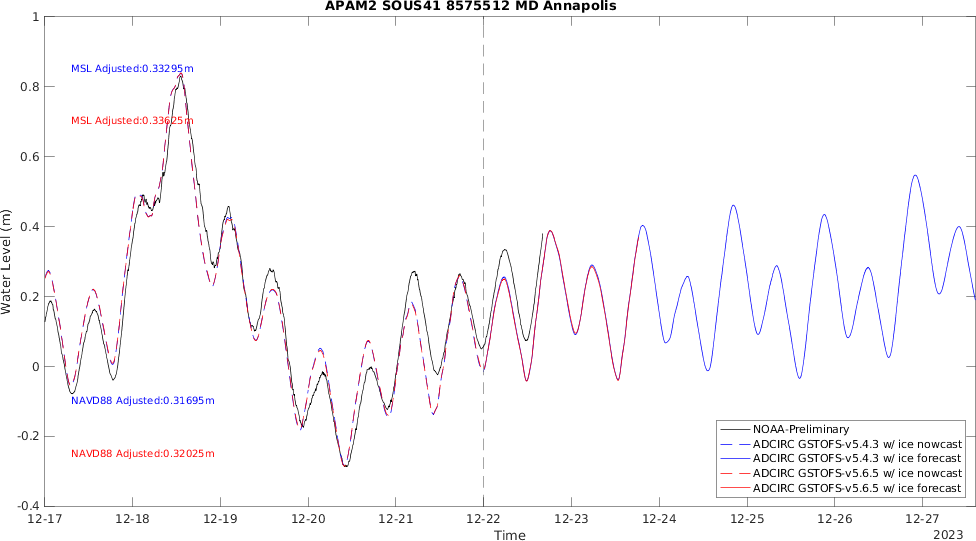 APAM2 SOUS41 8575512 MD Annapolis
1
0.8
0.6
0.4
0.2
0
-0.2
-0.4
Water Level (m)
MSL Adjusted:0.33295m
MSL Adjusted:0.33625m
NAVD88 Adjusted:0.31695m
NAVD88 Adjusted:0.32025m
NOAA-Preliminary
ADCIRC GSTOFS-v5.4.3 w/ ice nowcast
ADCIRC GSTOFS-v5.4.3 w/ ice forecast
ADCIRC GSTOFS-v5.6.5 w/ ice nowcast
ADCIRC GSTOFS-v5.6.5 w/ ice forecast
12-17 12-18 12-19 12-20 12-21 12-22 12-23 12-24 12-25 12-26 12-27
Time
2023